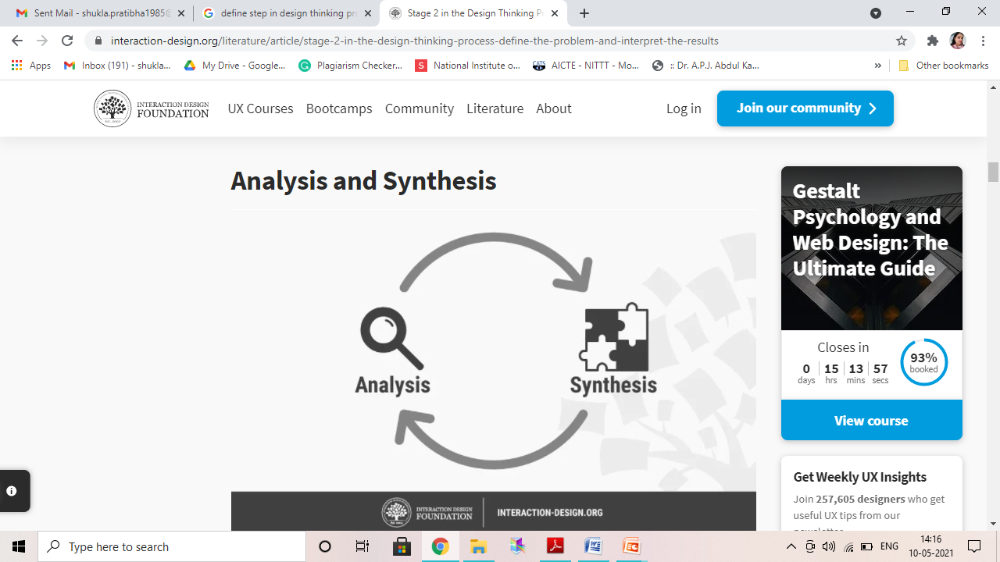 Sent Mail - shukla.pratibha1985@
define step in design thinking pro
Stage 2 in the Design Thinking P
interaction-design.org/literature/article/stage-2-in-the-design-thinking-process-define-the-problem-and-interpret-the-results
Apps
Inbox (191) - shukla...
My Drive - Google...
Plagiarism Checker...
S
National Institute o...
CATS
AICTE - NITTT - Mo...
:: Dr. A.P.J. Abdul Ka...
»
Other bookmarks
INTERACTION DESIGN
FOUNDATION
EST. 2002
UX Courses
Bootcamps
Community
Literature
About
Log in
Join our community
Analysis and Synthesis
Analysis
Synthesis
INTERACTION DESIGN
FOUNDATION
INTERACTION-DESIGN.ORG
Gestalt
Psychology and
Web Design: The
Ultimate Guide
Closes in
0 15 13 57
days hrs mins secs
93%
booked
View course
Get Weekly UX Insights
Join 257,605 designers who get
useful UX tips from our
Type here to search
ENG
14:16
10-05-2021